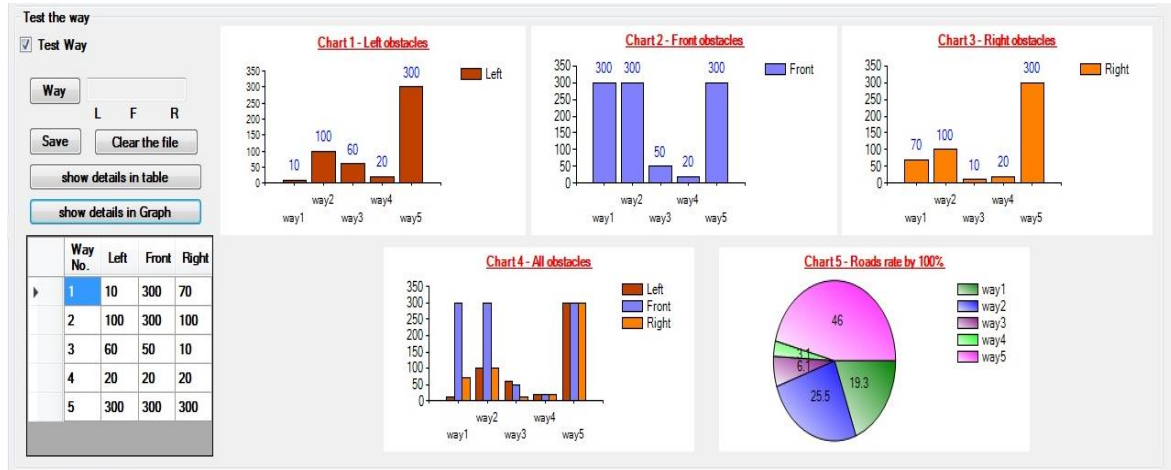 Test the way
Test Way
Way
L F R
Save Clear the file
show details in table
show details in Graph
Way No. Left Front Right
1 10 300 70
2 100 300 100
3 60 50 10
4 20 20 20
5 300 300 300
Chart 1 - Left obstacles
350
300
250
200
150
100
50
0
10 100 60 20 300
way1 way2 way3 way4 way5
Left
Chart 2 - Front obstacles
350
300
250
200
150
100
50
0
300 300 50 20 300
way1 way2 way3 way4 way5
Front
Chart 3 - Right obstacles
350
300
250
200
150
100
50
0
70 100 10 20 300
way1 way2 way3 way4 way5
Right
Chart 4 - All obstacles
350
300
250
200
150
100
50
0
way1 way2 way3 way4 way5
Left
Front
Right
Chart 5 - Roads rate by 100%
46
3.1
6.1
25.5
19.3
way1
way2
way3
way4
way5